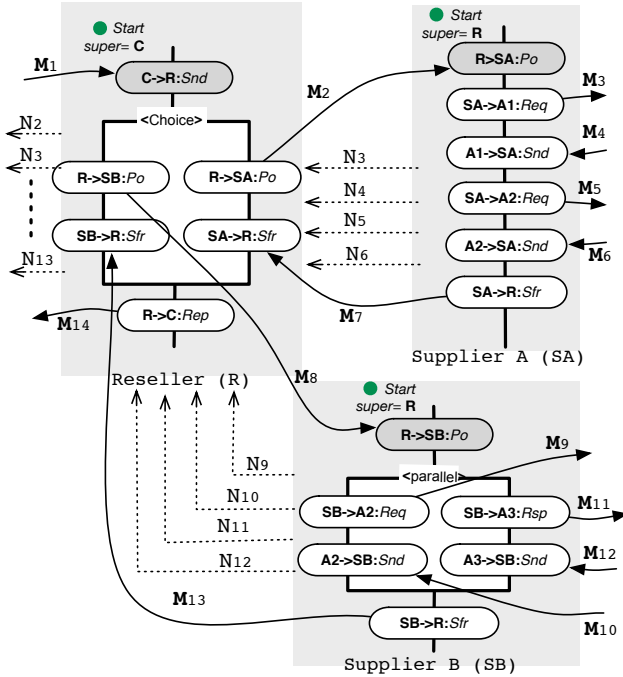 Start
super= C
M1
C->R:Snd
<Choice>
N2
N3
N13
R->SB:Po
R->SA:Po
SB->R:Sfr
SA->R:Sfr
R->C:Rep
M14
Reseller (R)
M2
N3
N4
N5
N6
M7
Start
super= R
R>SA:Po
SA->A1:Req
M3
A1->SA:Snd
M4
SA->A2:Req
M5
A2->SA:Snd
M6
SA->R:Sfr
Supplier A (SA)
M8
Start
super= R
R->SB:Po
<parallel>
M9
SB->A2:Req
SB->A3:Rsp
M11
A2->SB:Snd
A3->SB:Snd
M12
N9
N10
N11
N12
M13
SB->R:Sfr
M10
Supplier B (SB)